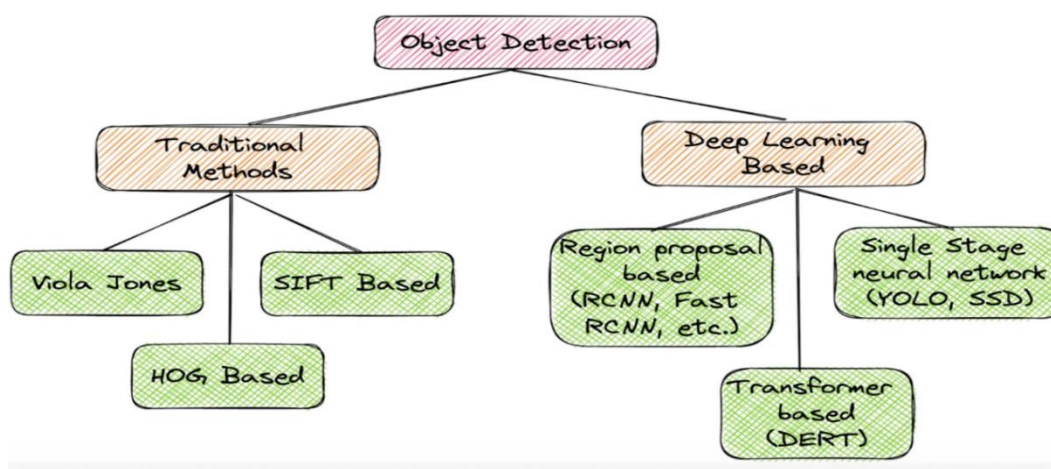 Object Detection
Traditional
Methods
Deep Learning
Based
Viola Jones
SIFT Based
HOG Based
Region proposal
based
(RCNN, Fast
RCNN, etc.)
Single Stage
neural network
(YOLO, SSD)
Transformer
based
(DERT)